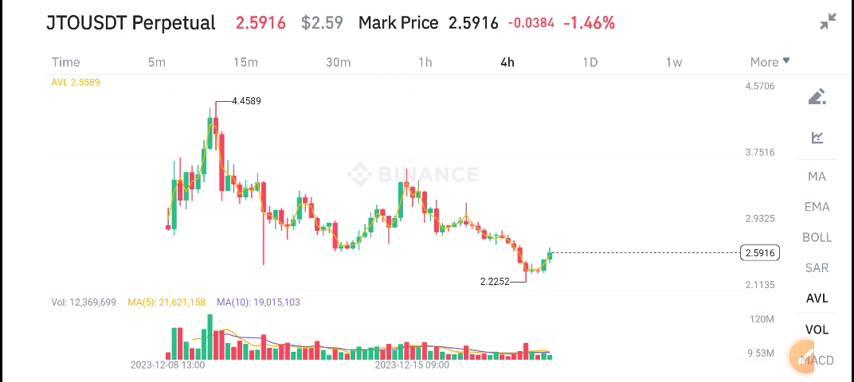 JTOUSDT Perpetual 2.5916 $2.59 Mark Price 2.5916 -0.0384 -1.46%
Time 5m 15m 30m 1h 4h 1D 1w More
AVL 2.5589
4.5706
4.4589
3.7516
BINANCE
MA
EMA
2.9325
BOLL
2.5916
SAR
2.2252
2.1135
AVL
Vol: 12,369,699 MA(5): 21,621,158 MA(10): 19,015,103
120M
VOL
9.53M
MACD
2023-12-08 13:00 2023-12-15 09:00